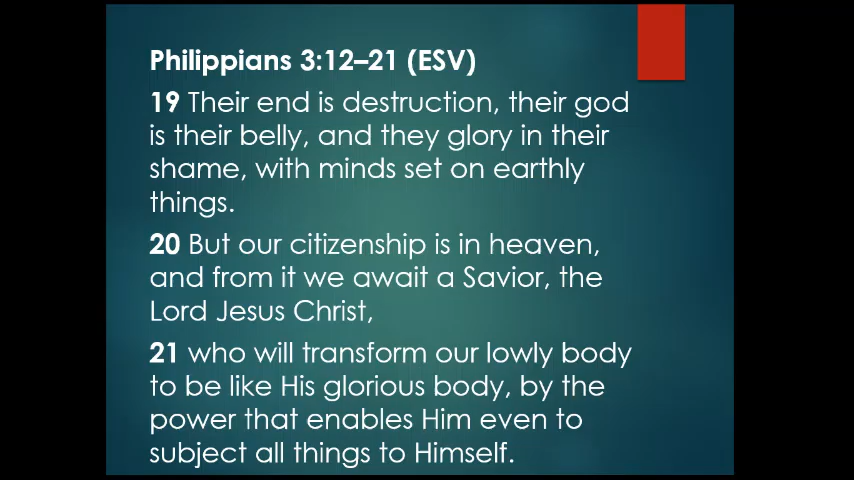 Philippians 3:12–21 (ESV)
19 Their end is destruction, their god
is their belly, and they glory in their
shame, with minds set on earthly
things.
20 But our citizenship is in heaven,
and from it we await a Savior, the
Lord Jesus Christ,
21 who will transform our lowly body
to be like His glorious body, by the
power that enables Him even to
subject all things to Himself.